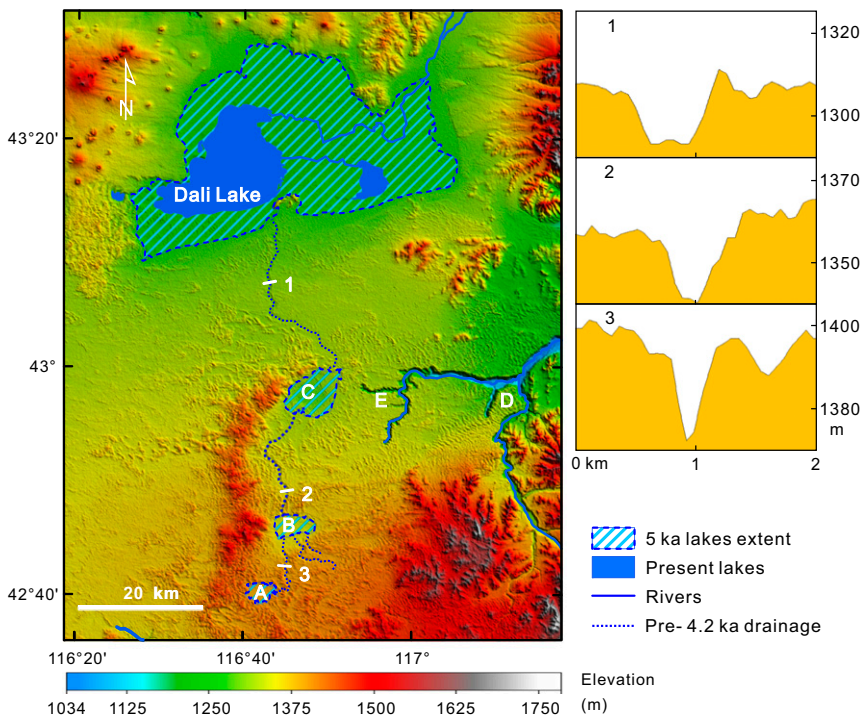 N
43°20'
Dali Lake
1
43°
C
E
D
2
B
3
42°40'
20 km
A
116°20'
116°40'
117°
1034
1125
1250
1375
1500
1625
1750
Elevation
(m)
1
1320
1300
2
1370
1350
3
1400
1380
m
0 km
1
2
5 ka lakes extent
Present lakes
Rivers
Pre- 4.2 ka drainage